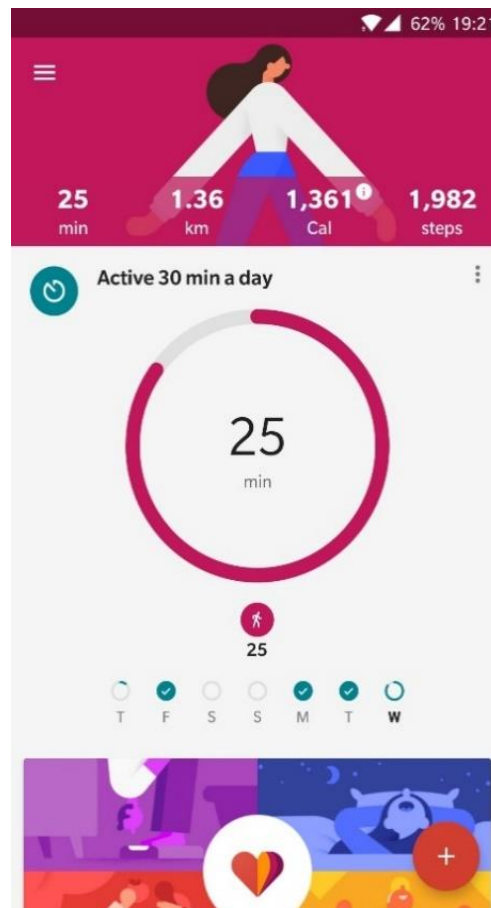 62% 19:21
25 1.36 1,361 1,982
min km Cal steps
Active 30 min a day
25
min
25
T F S S M T W